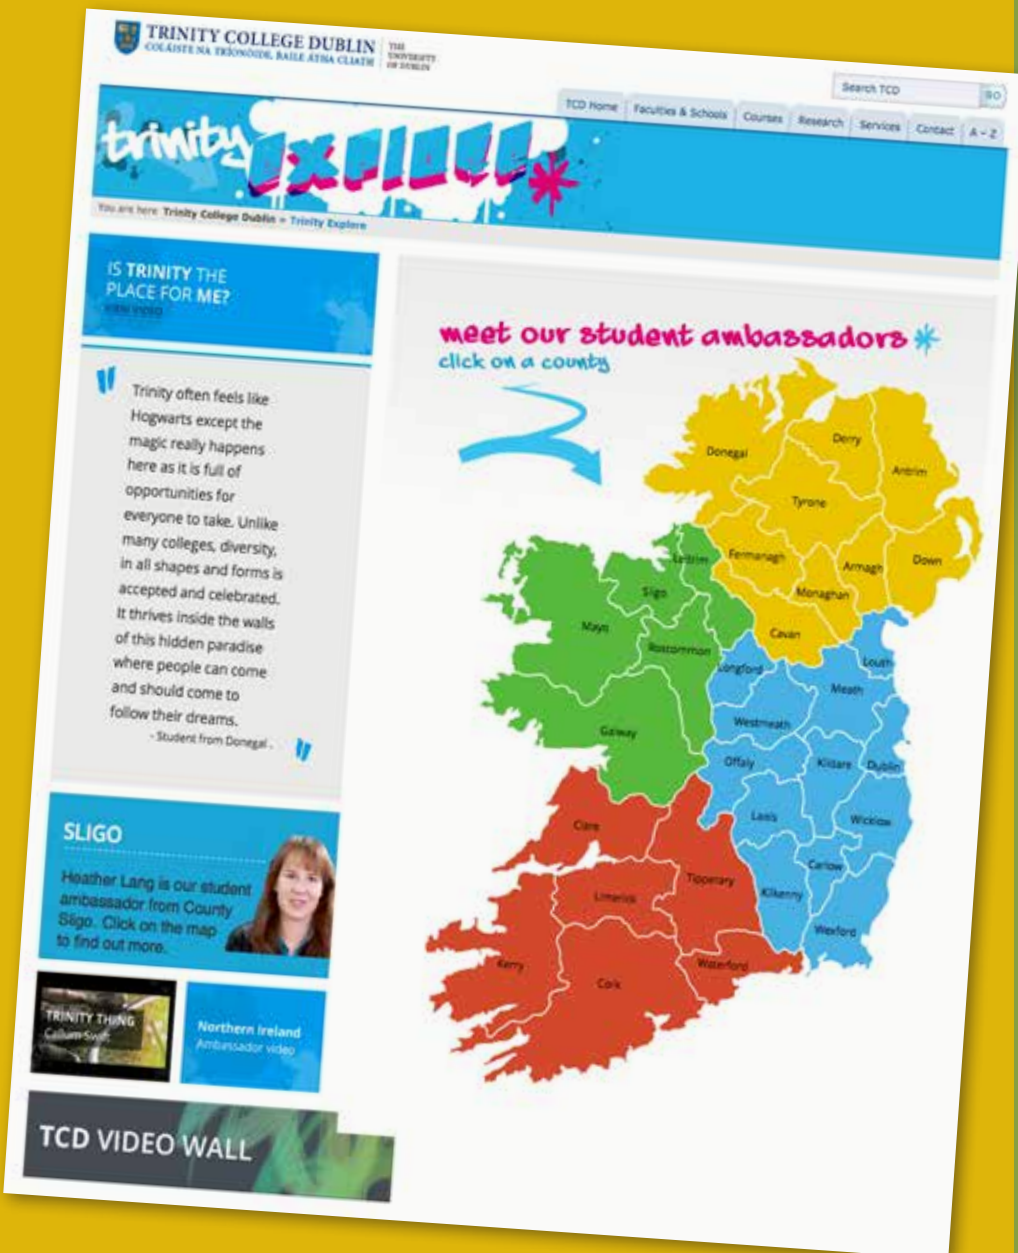 TRINITY COLLEGE DUBLIN
COLÁISTE NA TRÍONÓIDE, BAILE ÁTHA CLIATH
THE
UNIVERSITY
OF DUBLIN
Search TCD
GO
TCD Home
Faculties & Schools
Courses
Research
Services
Contact
A - Z
trinity explore*
You are here Trinity College Dublin » Trinity Explore
IS TRINITY THE
PLACE FOR ME?
VIEW VIDEO
meet our student ambassadors *
click on a county
Trinity often feels like
Hogwarts except the
magic really happens
here as it is full of
opportunities for
everyone to take. Unlike
many colleges, diversity,
in all shapes and forms is
accepted and celebrated.
It thrives inside the walls
of this hidden paradise
where people can come
and should come to
follow their dreams.
- Student from Donegal .
Donegal
Derry
Antrim
Tyrone
Fermanagh
Armagh
Down
Monaghan
Cavan
Leitrim
Sligo
Mayo
Roscommon
Galway
Longford
Louth
Meath
Westmeath
Offaly
Kildare
Dublin
Laois
Wicklow
Carlow
Kilkenny
Wexford
Clare
Tipperary
Limerick
Kerry
Cork
Waterford
SLIGO
Heather Lang is our student
ambassador from County
Sligo. Click on the map
to find out more.
TRINITY THING
Callum Swift
Northern Ireland
Ambassador video
TCD VIDEO WALL